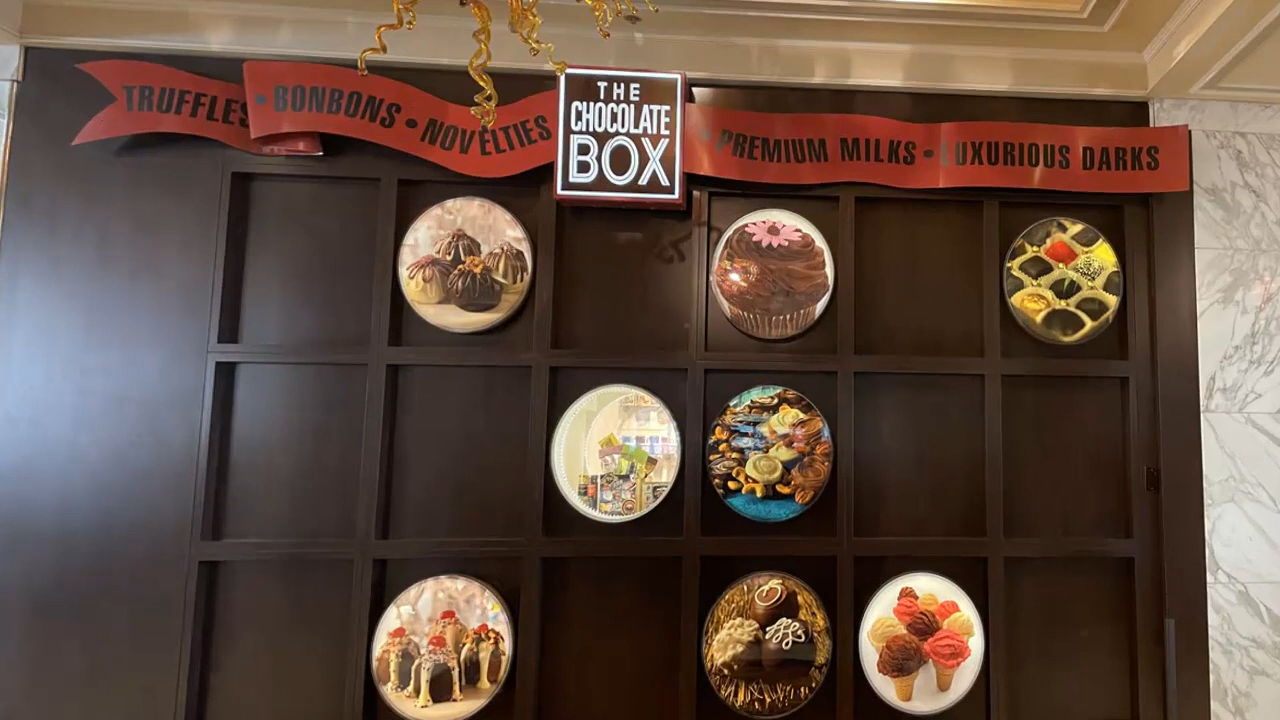 TRUFFLES • BONBONS • NOVELTIES
THE
CHOCOLATE
BOX
PREMIUM MILKS • LUXURIOUS DARKS